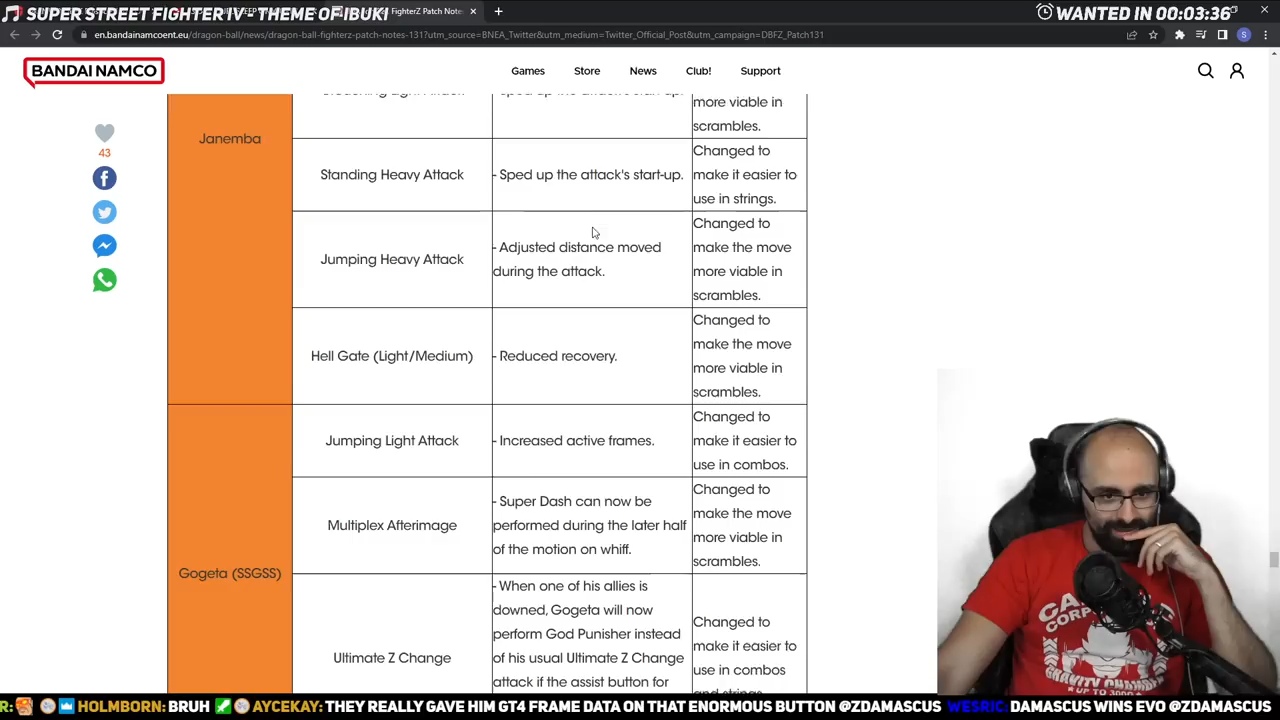 SUPER STREET FIGHTER IV - THEME OF IBUKI
FighterZ Patch Note
WANTED IN 00:03:36
en.bandainamcoent.eu/dragon-ball/news/dragon-ball-fighterz-patch-notes-131?utm_source=BNEA_Twitter&utm_medium=Twitter_Official_Post&utm_campaign=DBFZ_Patch131
S
BANDAI NAMCO
Games
Store
News
Club!
Support
43
Janemba
more viable in
scrambles.
Standing Heavy Attack
- Sped up the attack's start-up.
Changed to
make it easier to
use in strings.
Jumping Heavy Attack
- Adjusted distance moved
during the attack.
Changed to
make the move
more viable in
scrambles.
Hell Gate (Light/Medium)
- Reduced recovery.
Changed to
make the move
more viable in
scrambles.
Gogeta (SSGSS)
Jumping Light Attack
- Increased active frames.
Changed to
make it easier to
use in combos.
Multiplex Afterimage
- Super Dash can now be
performed during the later half
of the motion on whiff.
Changed to
make the move
more viable in
scrambles.
Ultimate Z Change
- When one of his allies is
downed, Gogeta will now
perform God Punisher instead
of his usual Ultimate Z Change
attack if the assist button for
Changed to
make it easier to
use in combos
and strings.
GRAVITY
R: HOLMBORN: BRUH AYCEKAY: THEY REALLY GAVE HIM GT4 FRAME DATA ON THAT ENORMOUS BUTTON @ZDAMASCUS WESRIC: DAMASCUS WINS EVO @ZDAMASCUS